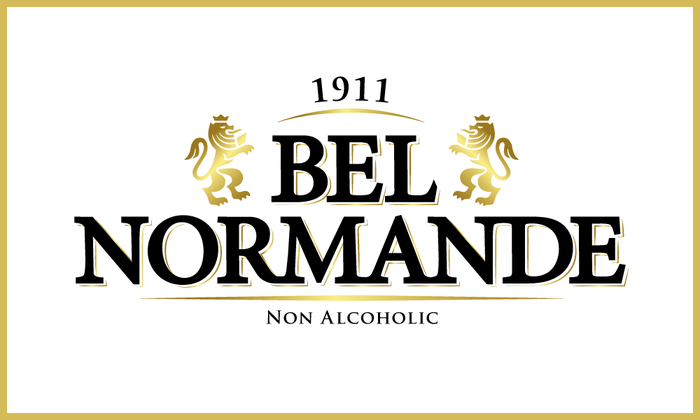 1911
BEL
NORMANDE
NON ALCOHOLIC